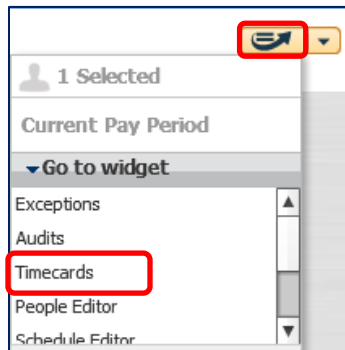 1 Selected
Current Pay Period
Go to widget
Exceptions
Audits
Timecards
People Editor
Schedule Editor